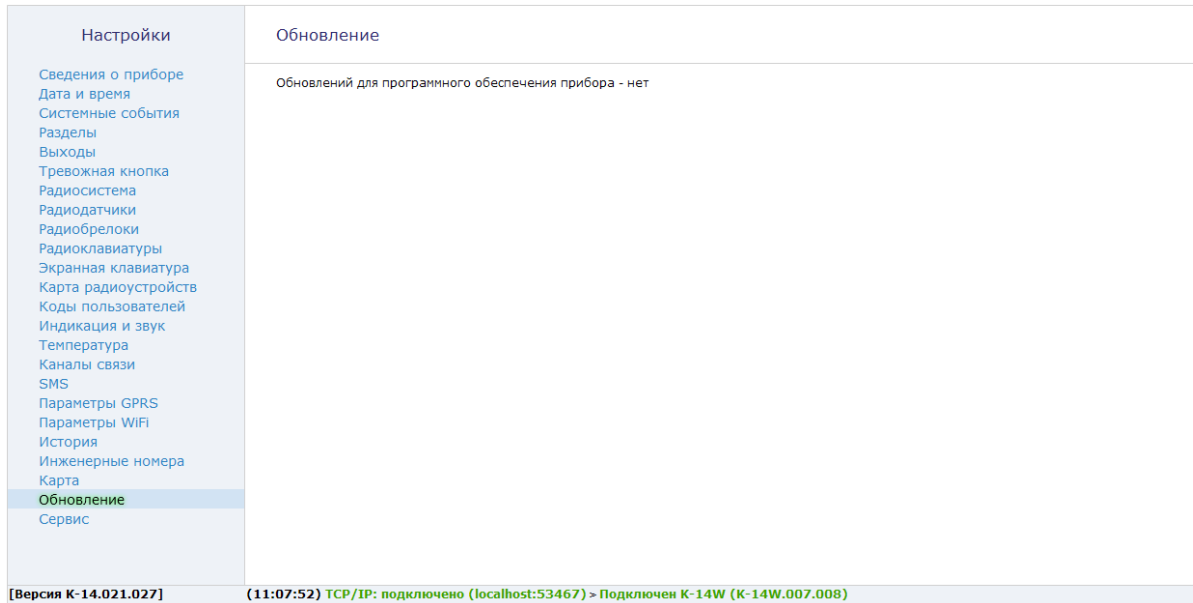 Настройки
Обновление
Сведения о приборе
Дата и время
Системные события
Разделы
Выходы
Тревожная кнопка
Радиосистема
Радиодатчики
Радиобрелоки
Радиоклавиатуры
Экранная клавиатура
Карта радиоустройств
Коды пользователей
Индикация и звук
Температура
Каналы связи
SMS
Параметры GPRS
Параметры WiFi
История
Инженерные номера
Карта
Обновление
Сервис
Обновлений для программного обеспечения прибора - нет
[Версия K-14.021.027]
(11:07:52) TCP/IP: подключено (localhost:53467) > Подключен K-14W (K-14W.007.008)